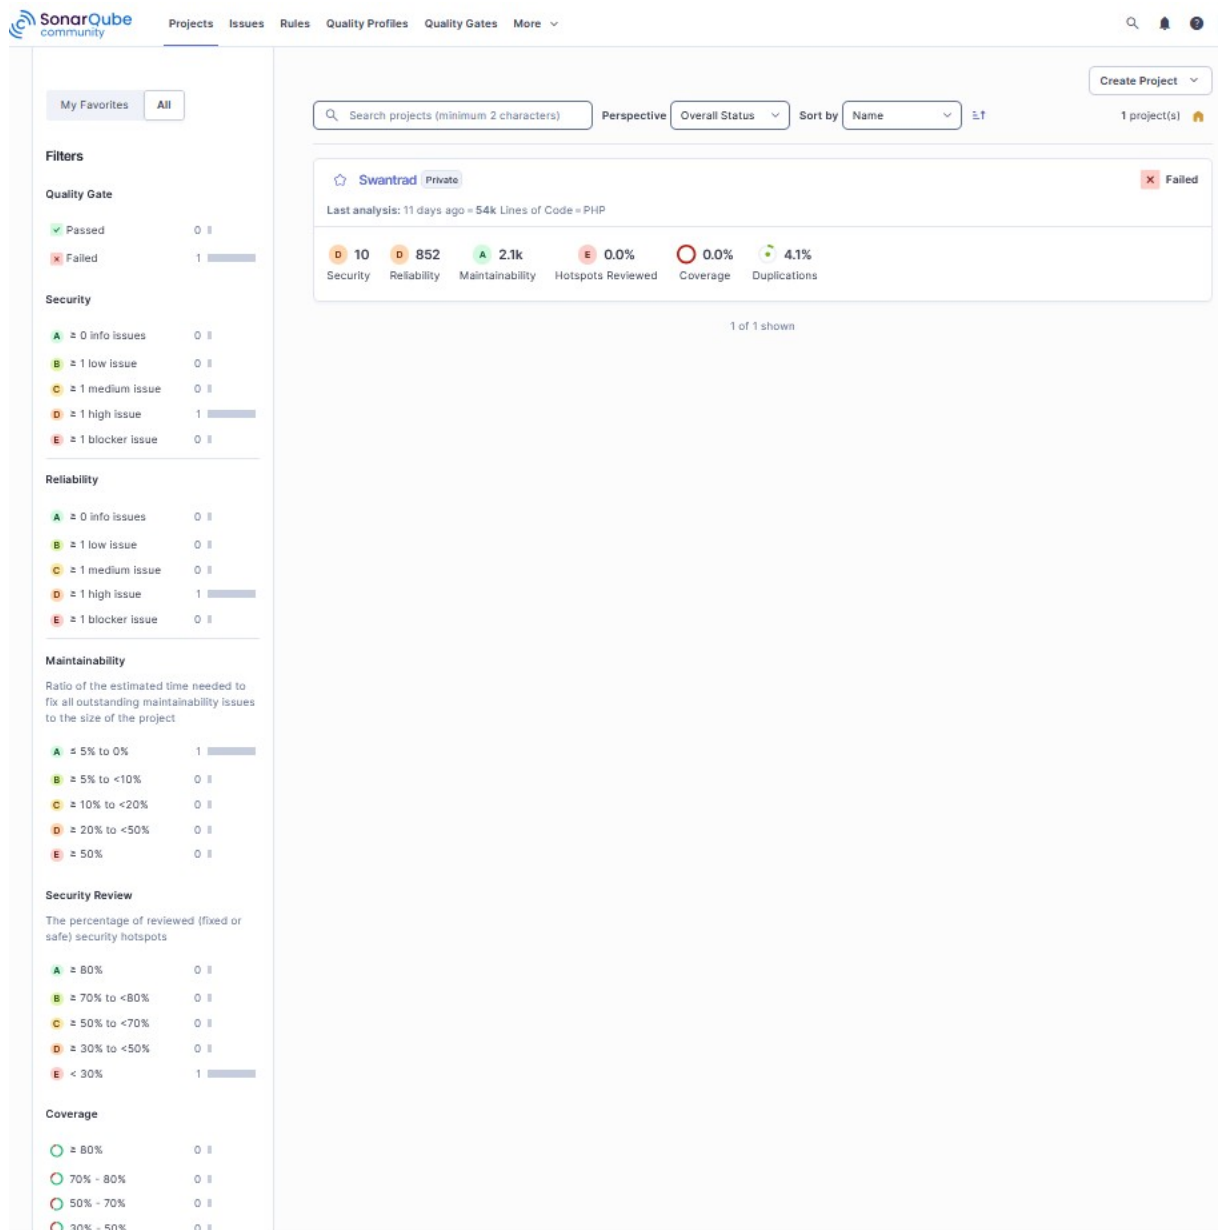 SonarQube
community
Projects Issues Rules Quality Profiles Quality Gates More
Create Project
My Favorites All
Search projects (minimum 2 characters) Perspective Overall Status Sort by Name 1 project(s)
Filters
Quality Gate
Passed 0
Failed 1
Security
A ≥ 0 info issues 0
B ≥ 1 low issue 0
C ≥ 1 medium issue 0
D ≥ 1 high issue 1
E ≥ 1 blocker issue 0
Reliability
A ≥ 0 info issues 0
B ≥ 1 low issue 0
C ≥ 1 medium issue 0
D ≥ 1 high issue 1
E ≥ 1 blocker issue 0
Maintainability
Ratio of the estimated time needed to
fix all outstanding maintainability issues
to the size of the project
A ≤ 5% to 0% 1
B ≥ 5% to <10% 0
C ≥ 10% to <20% 0
D ≥ 20% to <50% 0
E ≥ 50% 0
Security Review
The percentage of reviewed (fixed or
safe) security hotspots
A ≥ 80% 0
B ≥ 70% to <80% 0
C ≥ 50% to <70% 0
D ≥ 30% to <50% 0
E < 30% 1
Coverage
≥ 80% 0
70% - 80% 0
50% - 70% 0
30% - 50% 0
Swantrad Private Failed
Last analysis: 11 days ago • 54k Lines of Code • PHP
D 10 D 852 A 2.1k E 0.0% 0.0% 4.1%
Security Reliability Maintainability Hotspots Reviewed Coverage Duplications
1 of 1 shown